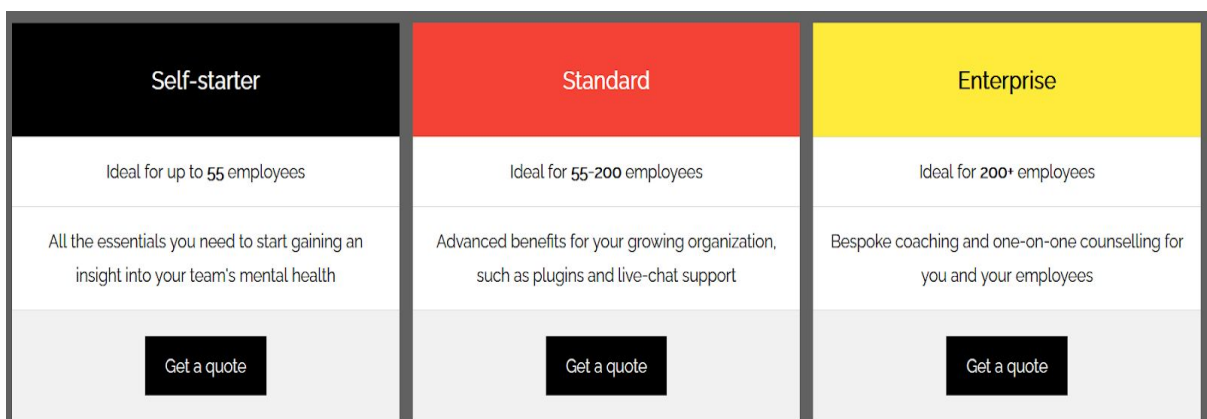 Self-starter
Ideal for up to 55 employees
All the essentials you need to start gaining an
insight into your team's mental health
Get a quote
Standard
Ideal for 55-200 employees
Advanced benefits for your growing organization,
such as plugins and live-chat support
Get a quote
Enterprise
Ideal for 200+ employees
Bespoke coaching and one-on-one counselling for
you and your employees
Get a quote